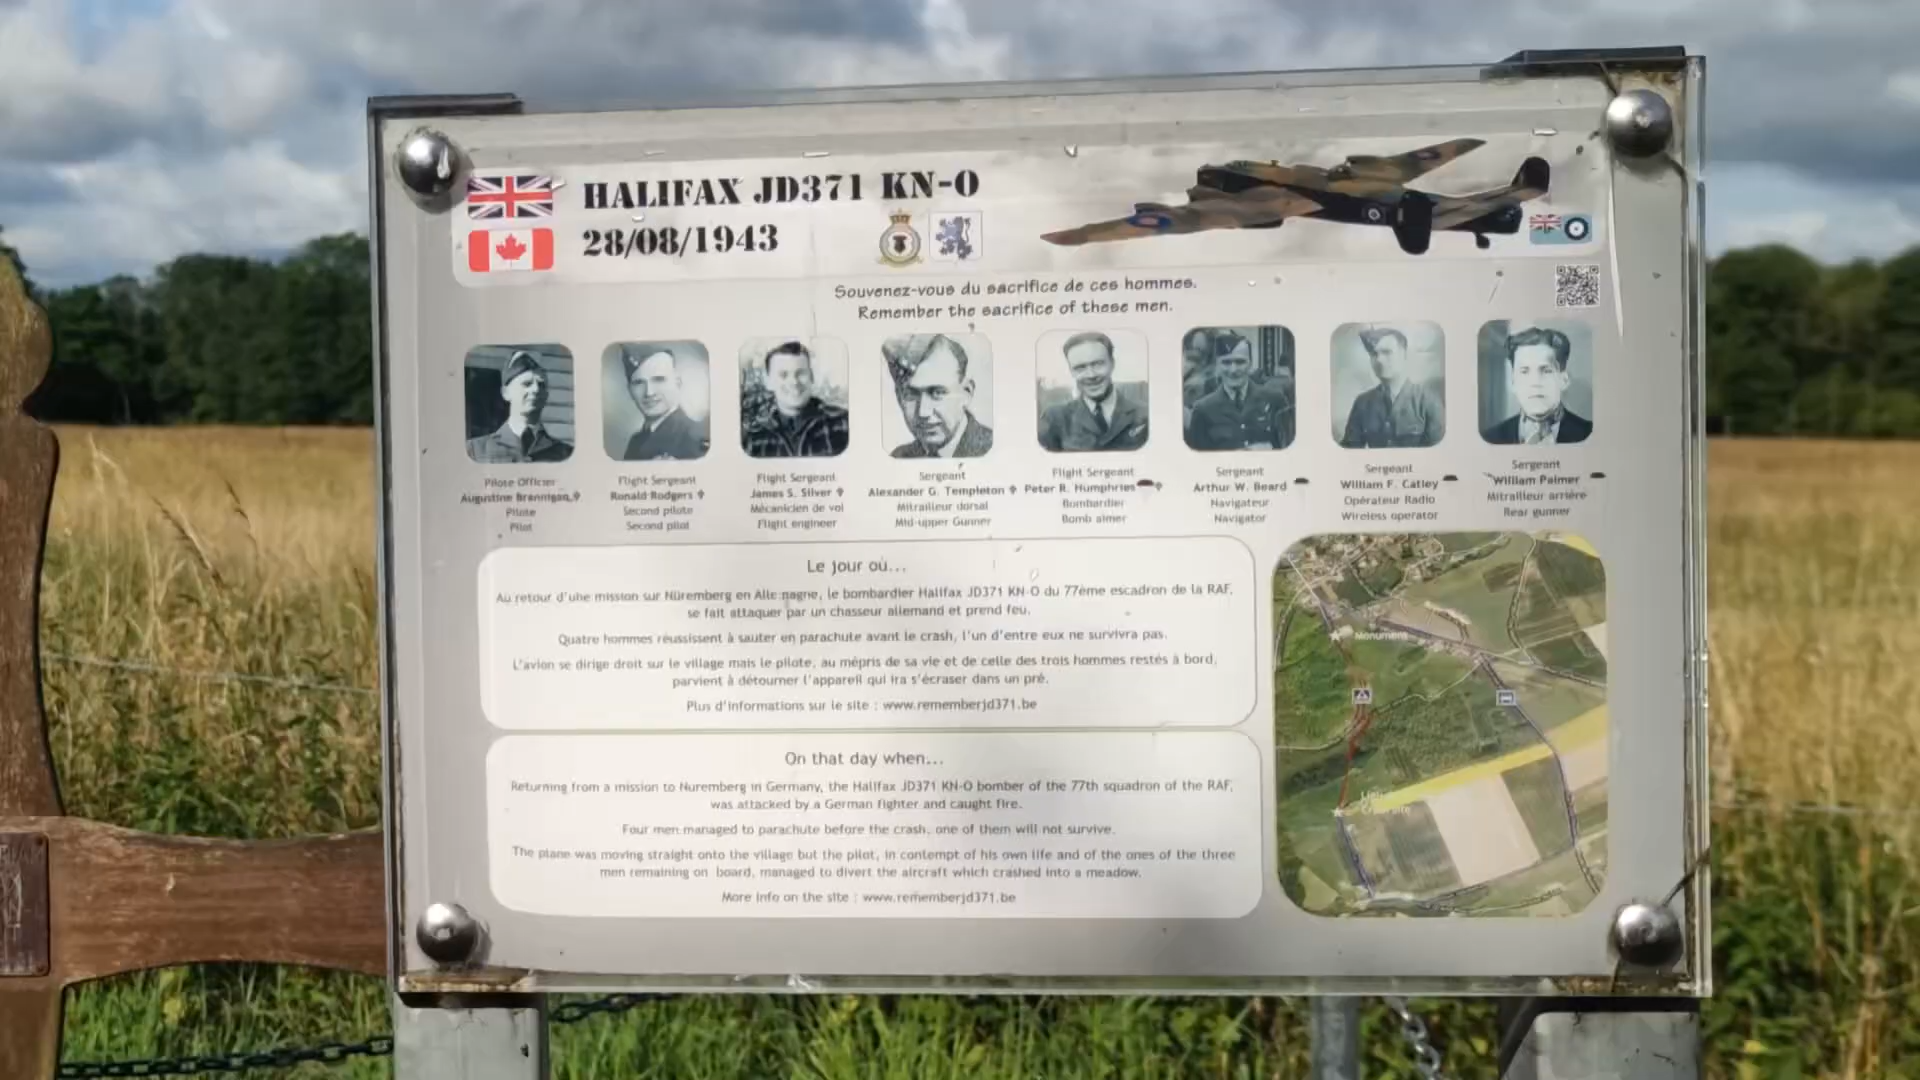 HALIFAX JD371 KN-O
28/08/1943
Souvenez-vous du sacrifice de ces hommes.
Remember the sacrifice of these men.
Pilote Officier
Augustine Brannigan
Pilote
Pilot
Flight Sergeant
Ronald Rodgers
Second pilote
Second pilot
Flight Sergeant
James S. Silver
Mécanicien de vol
Flight engineer
Sergeant
Alexander G. Templeton
Mitrailleur dorsal
Mid-upper Gunner
Flight Sergeant
Peter R. Humphries
Bombardier
Bomb aimer
Sergeant
Arthur W. Beard
Navigateur
Navigator
Sergeant
William F. Catley
Opérateur Radio
Wireless operator
Sergeant
William Palmer
Mitrailleur arrière
Rear gunner
Le jour où...
Au retour d'une mission sur Nüremberg en Allemagne, le bombardier Halifax JD371 KN-O du 77ème escadron de la RAF,
se fait attaquer par un chasseur allemand et prend feu.
Quatre hommes réussissent à sauter en parachute avant le crash, l'un d'entre eux ne survivra pas.
L'avion se dirige droit sur le village mais le pilote, au mépris de sa vie et de celle des trois hommes restés à bord,
parvient à détourner l'appareil qui ira s'écraser dans un pré.
Plus d'informations sur le site : www.rememberjd371.be
On that day when...
Returning from a mission to Nuremberg in Germany, the Halifax JD371 KN-O bomber of the 77th squadron of the RAF,
was attacked by a German fighter and caught fire.
Four men managed to parachute before the crash, one of them will not survive.
The plane was moving straight onto the village but the pilot, in contempt of his own life and of the ones of the three
men remaining on board, managed to divert the aircraft which crashed into a meadow.
More info on the site : www.rememberjd371.be
Monument